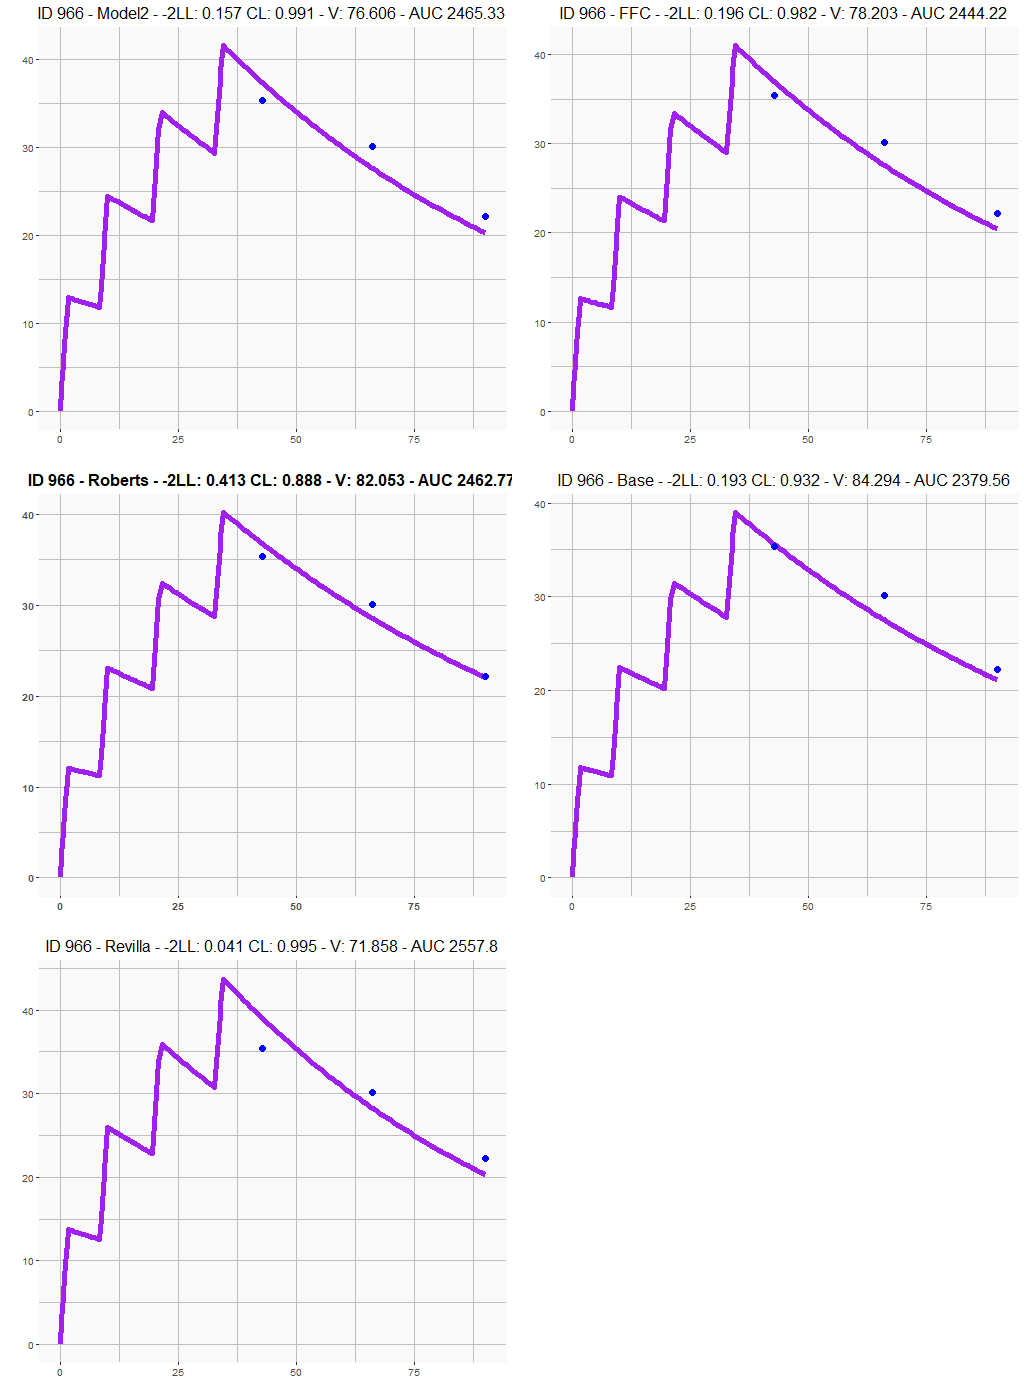 ID 966 - Model2 - -2LL: 0.157 CL: 0.991 - V: 76.606 - AUC 2465.33
40
30
20
10
0
0 25 50 75
ID 966 - FFC - -2LL: 0.196 CL: 0.982 - V: 78.203 - AUC 2444.22
40
30
20
10
0
0 25 50 75
ID 966 - Roberts - -2LL: 0.413 CL: 0.888 - V: 82.053 - AUC 2462.77
40
30
20
10
0
0 25 50 75
ID 966 - Base - -2LL: 0.193 CL: 0.932 - V: 84.294 - AUC 2379.56
40
30
20
10
0
0 25 50 75
ID 966 - Revilla - -2LL: 0.041 CL: 0.995 - V: 71.858 - AUC 2557.8
40
30
20
10
0
0 25 50 75